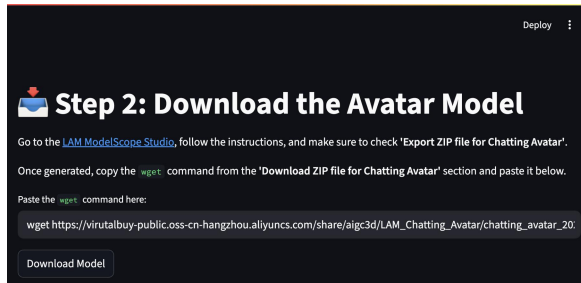 Deploy
Step 2: Download the Avatar Model
Go to the LAM ModelScope Studio, follow the instructions, and make sure to check 'Export ZIP file for Chatting Avatar'.
Once generated, copy the wget command from the 'Download ZIP file for Chatting Avatar' section and paste it below.
Paste the wget command here:
wget https://virutalbuy-public.oss-cn-hangzhou.aliyuncs.com/share/aigc3d/LAM_Chatting_Avatar/chatting_avatar_20
Download Model